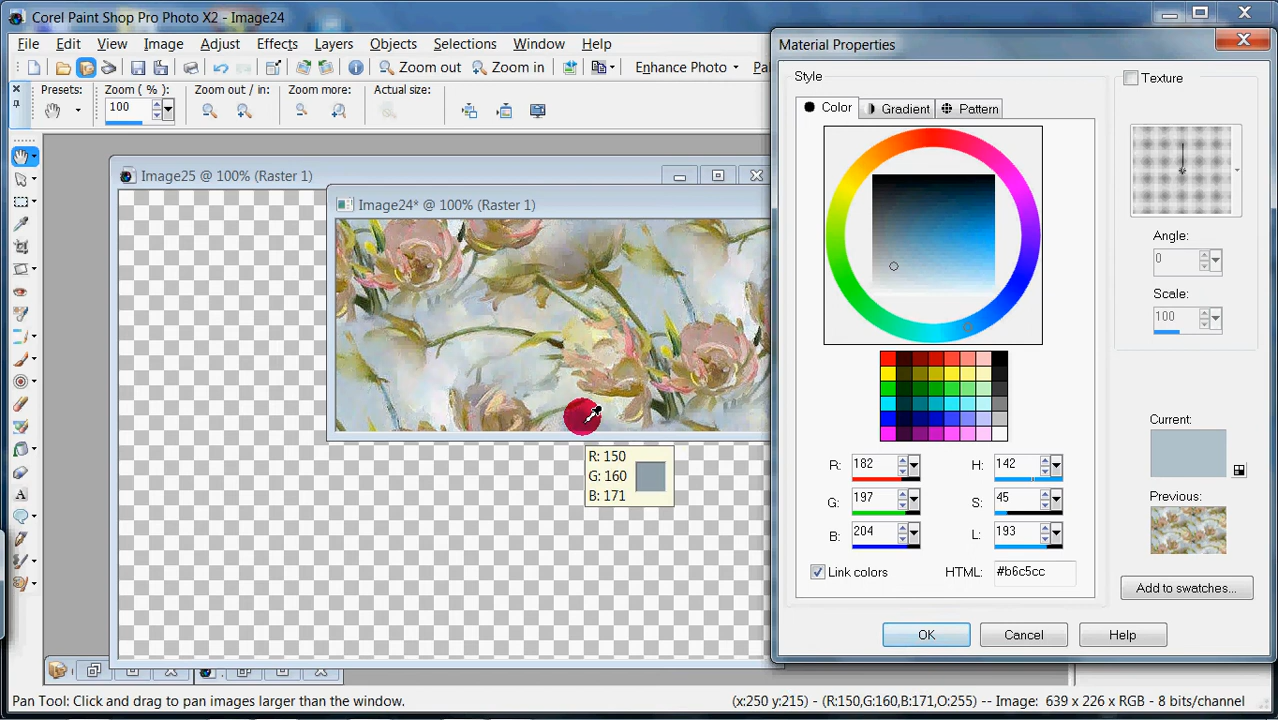 Corel Paint Shop Pro Photo X2 - Image24
File Edit View Image Adjust Effects Layers Objects Selections Window Help
Zoom out Zoom in Enhance Photo Pa
Presets: Zoom ( % ): Zoom out / in: Zoom more: Actual size:
100
Image25 @ 100% (Raster 1)
Image24* @ 100% (Raster 1)
R: 150
G: 160
B: 171
Material Properties
Style
Color Gradient Pattern
R: 182 H: 142
G: 197 S: 45
B: 204 L: 193
Link colors HTML: #b6c5cc
Texture
Angle:
0
Scale:
100
Current:
Previous:
Add to swatches...
OK Cancel Help
Pan Tool: Click and drag to pan images larger than the window.
(x:250 y:215) - (R:150,G:160,B:171,O:255) -- Image: 639 x 226 x RGB - 8 bits/channel